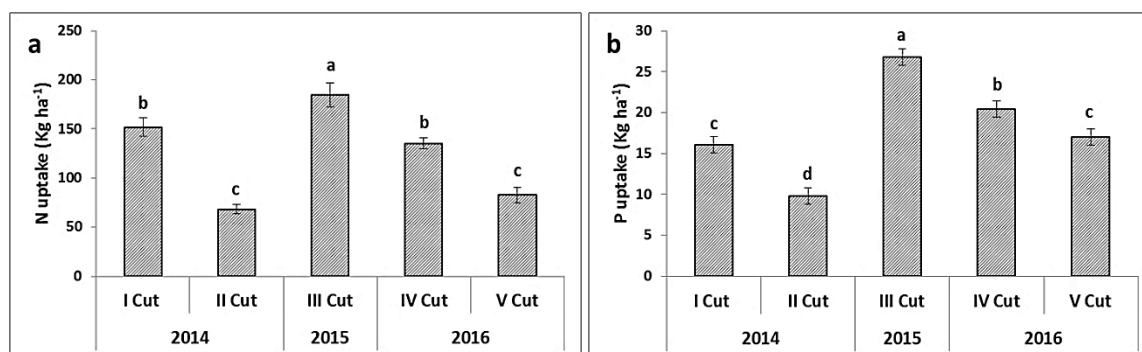 a
N uptake (Kg ha⁻¹)
250
200
150
100
50
0
b
c
a
b
c
I Cut II Cut III Cut IV Cut V Cut
2014 2015 2016
b
P uptake (Kg ha⁻¹)
30
25
20
15
10
5
0
c
d
a
b
c
I Cut II Cut III Cut IV Cut V Cut
2014 2015 2016